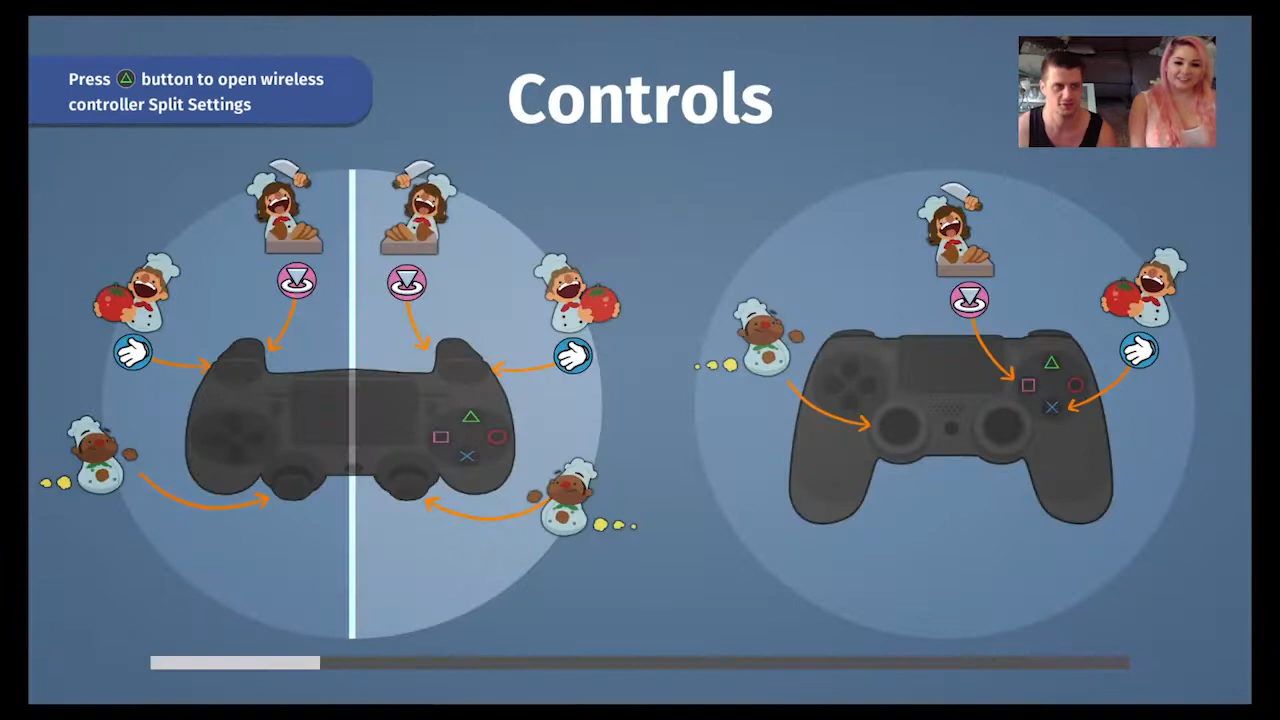 Press △ button to open wireless
controller Split Settings
Controls